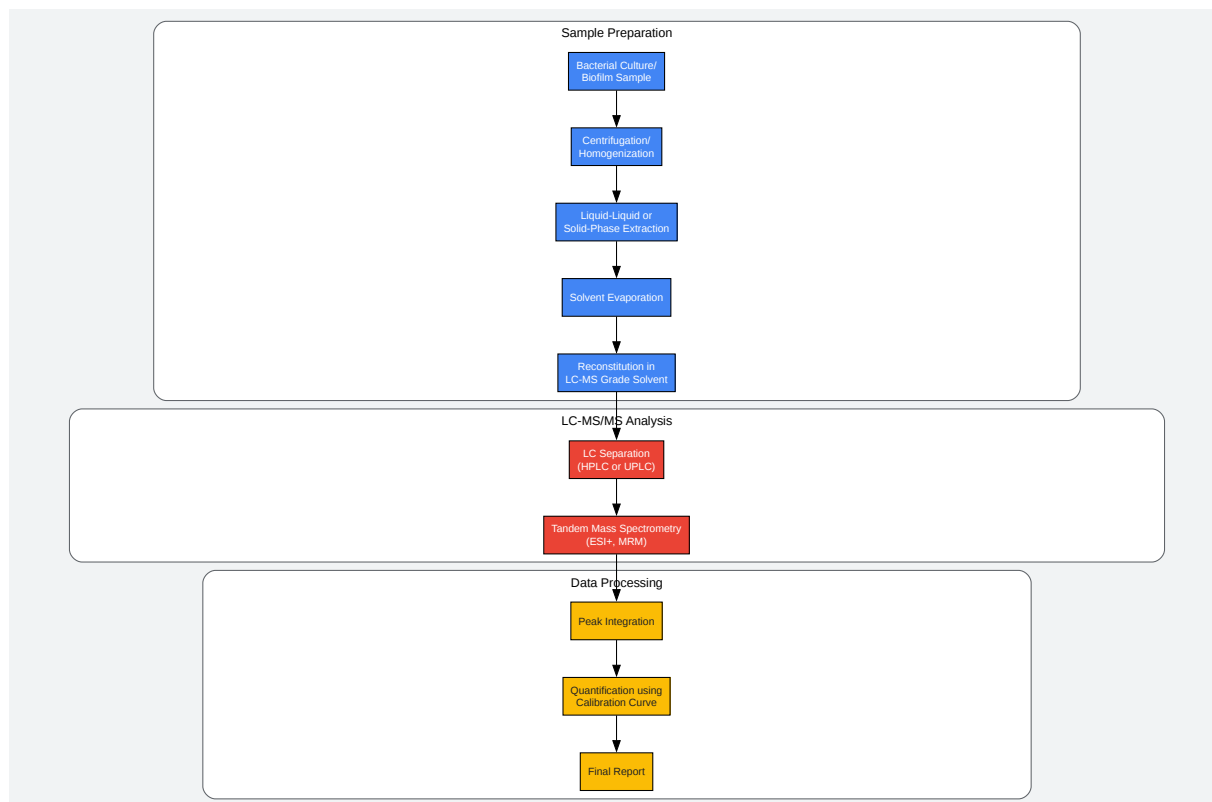 Sample Preparation
Bacterial Culture/
Biofilm Sample
Centrifugation/
Homogenization
Liquid-Liquid or
Solid-Phase Extraction
Solvent Evaporation
Reconstitution in
LC-MS Grade Solvent
LC-MS/MS Analysis
LC Separation
(HPLC or UPLC)
Tandem Mass Spectrometry
(ESI+, MRM)
Data Processing
Peak Integration
Quantification using
Calibration Curve
Final Report